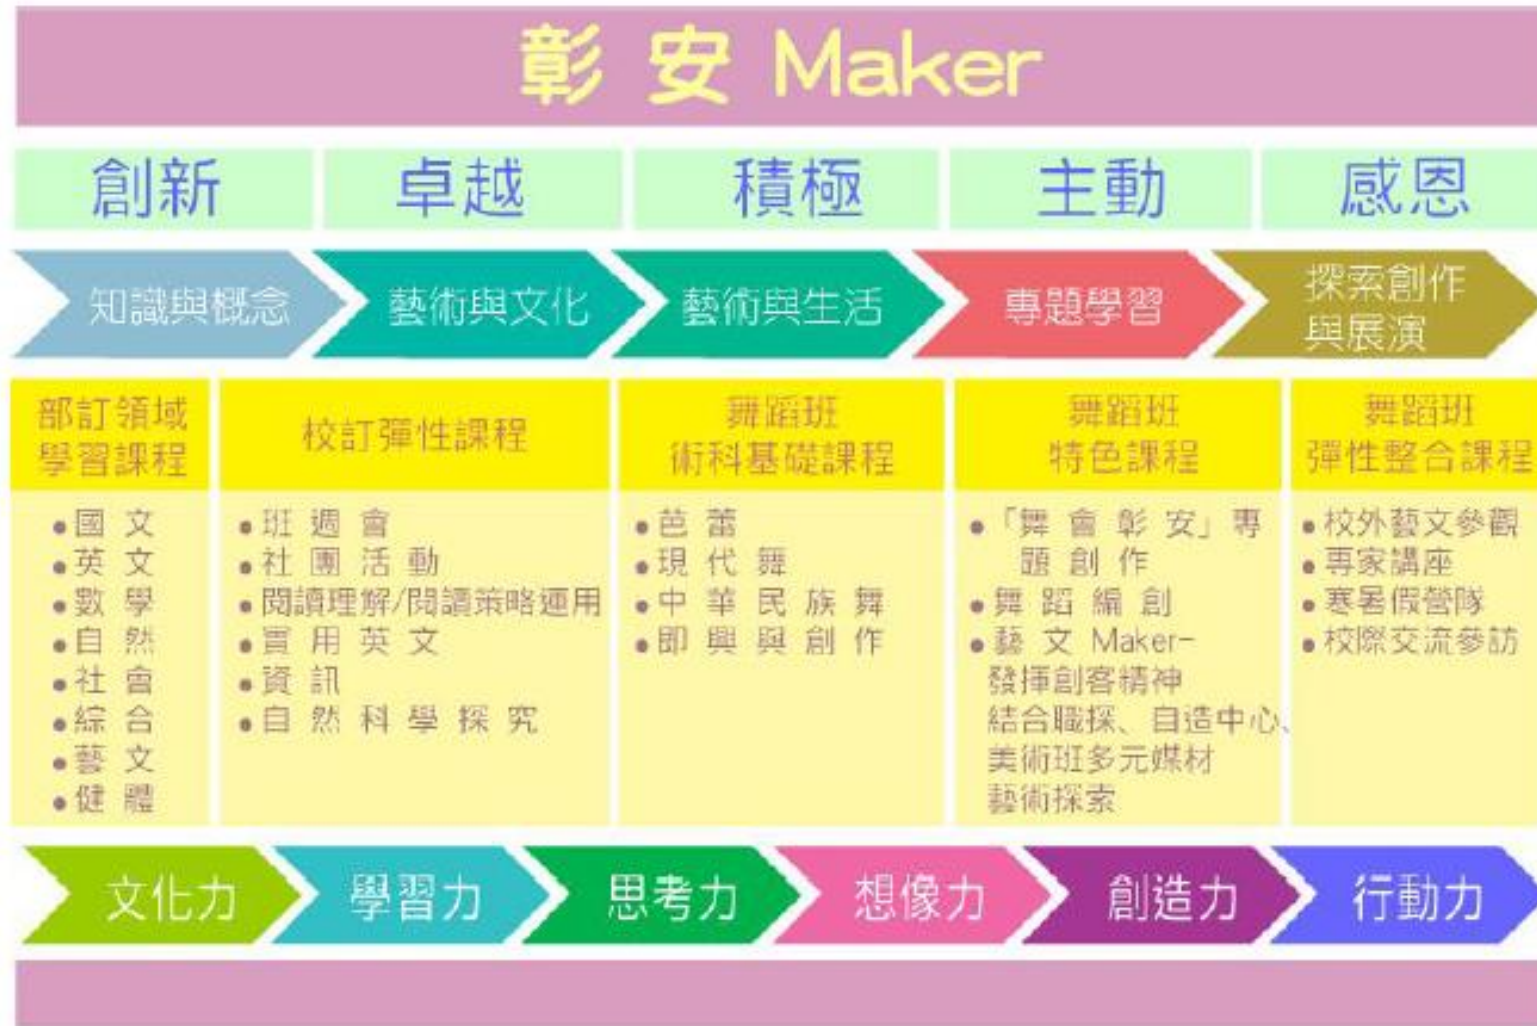 彰安 Maker
創新
卓越
積極
主動
感恩
知識與概念
藝術與文化
藝術與生活
專題學習
探索創作
與展演
部訂領域
學習課程
●國文
●英文
●數學
●自然
●社會
●綜合
●藝文
●健體
校訂彈性課程
●班週會
●社團活動
●閱讀理解/閱讀策略運用
●實用英文
●資訊
●自然科學探究
舞蹈班
術科基礎課程
●芭蕾
●現代舞
●中華民族舞
●即興與創作
舞蹈班
特色課程
●「舞會彰安」專
題創作
●舞蹈編創
●藝文 Maker-
發揮創客精神
結合職探、自造中心、
美術班多元媒材
藝術探索
舞蹈班
彈性整合課程
●校外藝文參觀
●專家講座
●寒暑假營隊
●校際交流參訪
文化力
學習力
思考力
想像力
創造力
行動力